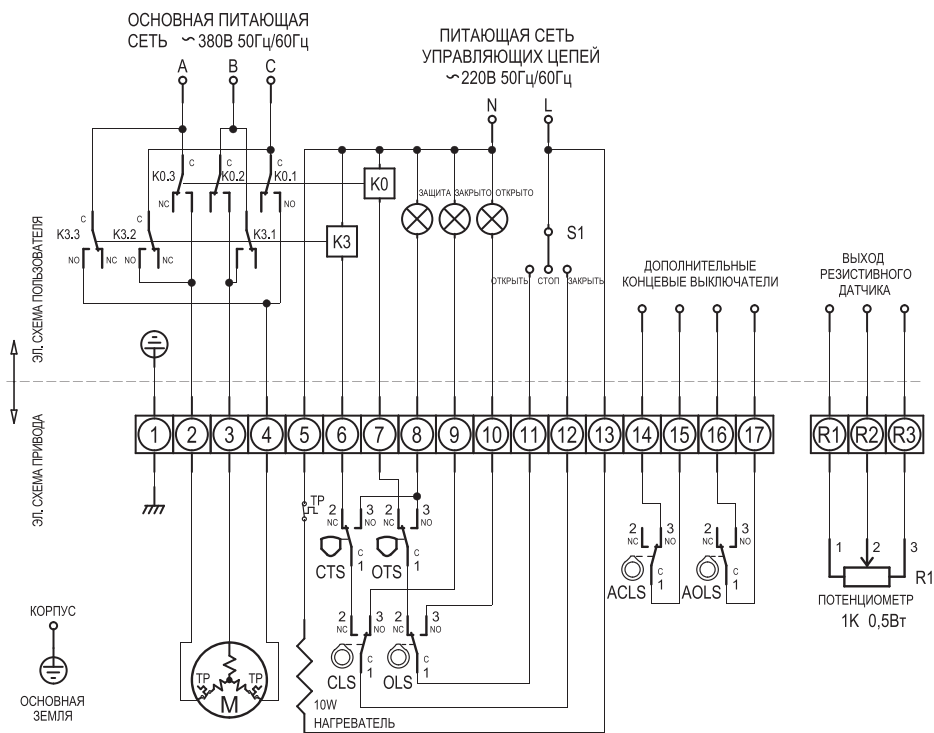 ОСНОВНАЯ ПИТАЮЩАЯ
СЕТЬ ~ 380В 50Гц/60Гц
A B C
ПИТАЮЩАЯ СЕТЬ
УПРАВЛЯЮЩИХ ЦЕПЕЙ
~220В 50Гц/60Гц
N L
C C C
K0.3 K0.2 K0.1
NC NO
K0
ЗАЩИТА ЗАКРЫТО ОТКРЫТО
C C
K3.3 K3.2 K3.1
NO NC NO NC
K3
S1
ОТКРЫТЬ СТОП ЗАКРЫТЬ
ДОПОЛНИТЕЛЬНЫЕ
КОНЦЕВЫЕ ВЫКЛЮЧАТЕЛИ
ВЫХОД
РЕЗИСТИВНОГО
ДАТЧИКА
ЭЛ. СХЕМА ПОЛЬЗОВАТЕЛЯ
ЭЛ. СХЕМА ПРИВОДА
1 2 3 4 5 6 7 8 9 10 11 12 13 14 15 16 17 R1 R2 R3
TP
2 3 2 3
NC NO NC NO
C C
1 1
CTS OTS
2 3 2 3
NC NO NC NO
C C
1 1
ACLS AOLS
1 2 3
R1
ПОТЕНЦИОМЕТР
1К 0,5Вт
2 3 2 3
NC NO NC NO
C C
1 1
CLS OLS
КОРПУС
ОСНОВНАЯ
ЗЕМЛЯ
TP TP
M
10W
НАГРЕВАТЕЛЬ